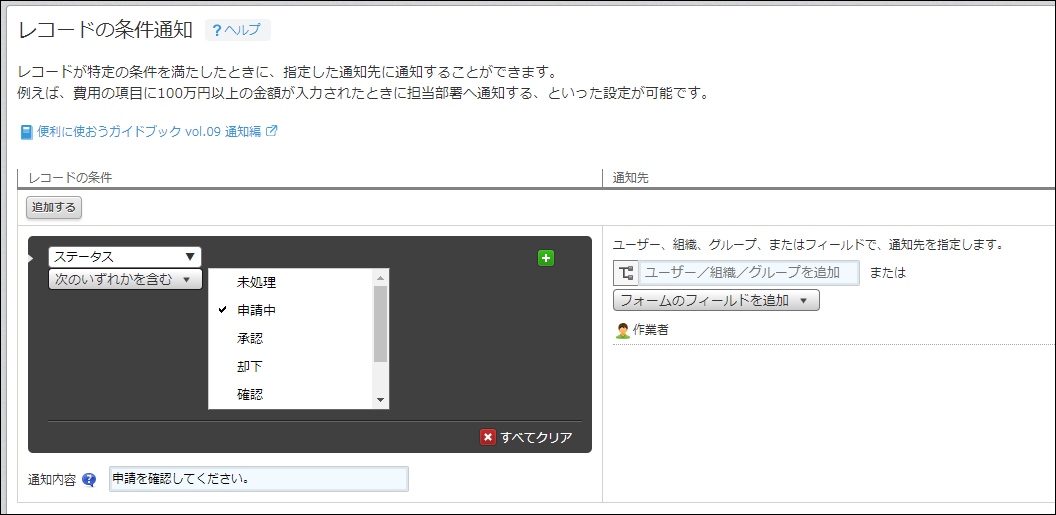 レコードの条件通知 ?ヘルプ
レコードが特定の条件を満たしたときに、指定した通知先に通知することができます。
例えば、費用の項目に100万円以上の金額が入力されたときに担当部署へ通知する、といった設定が可能です。
便利に使おうガイドブック vol.09 通知編
レコードの条件
通知先
追加する
ステータス
次のいずれかを含む
未処理
申請中
承認
却下
確認
すべてクリア
通知内容 ? 申請を確認してください。
ユーザー、組織、グループ、またはフィールドで、通知先を指定します。
ユーザー／組織／グループを追加 または
フォームのフィールドを追加
作業者